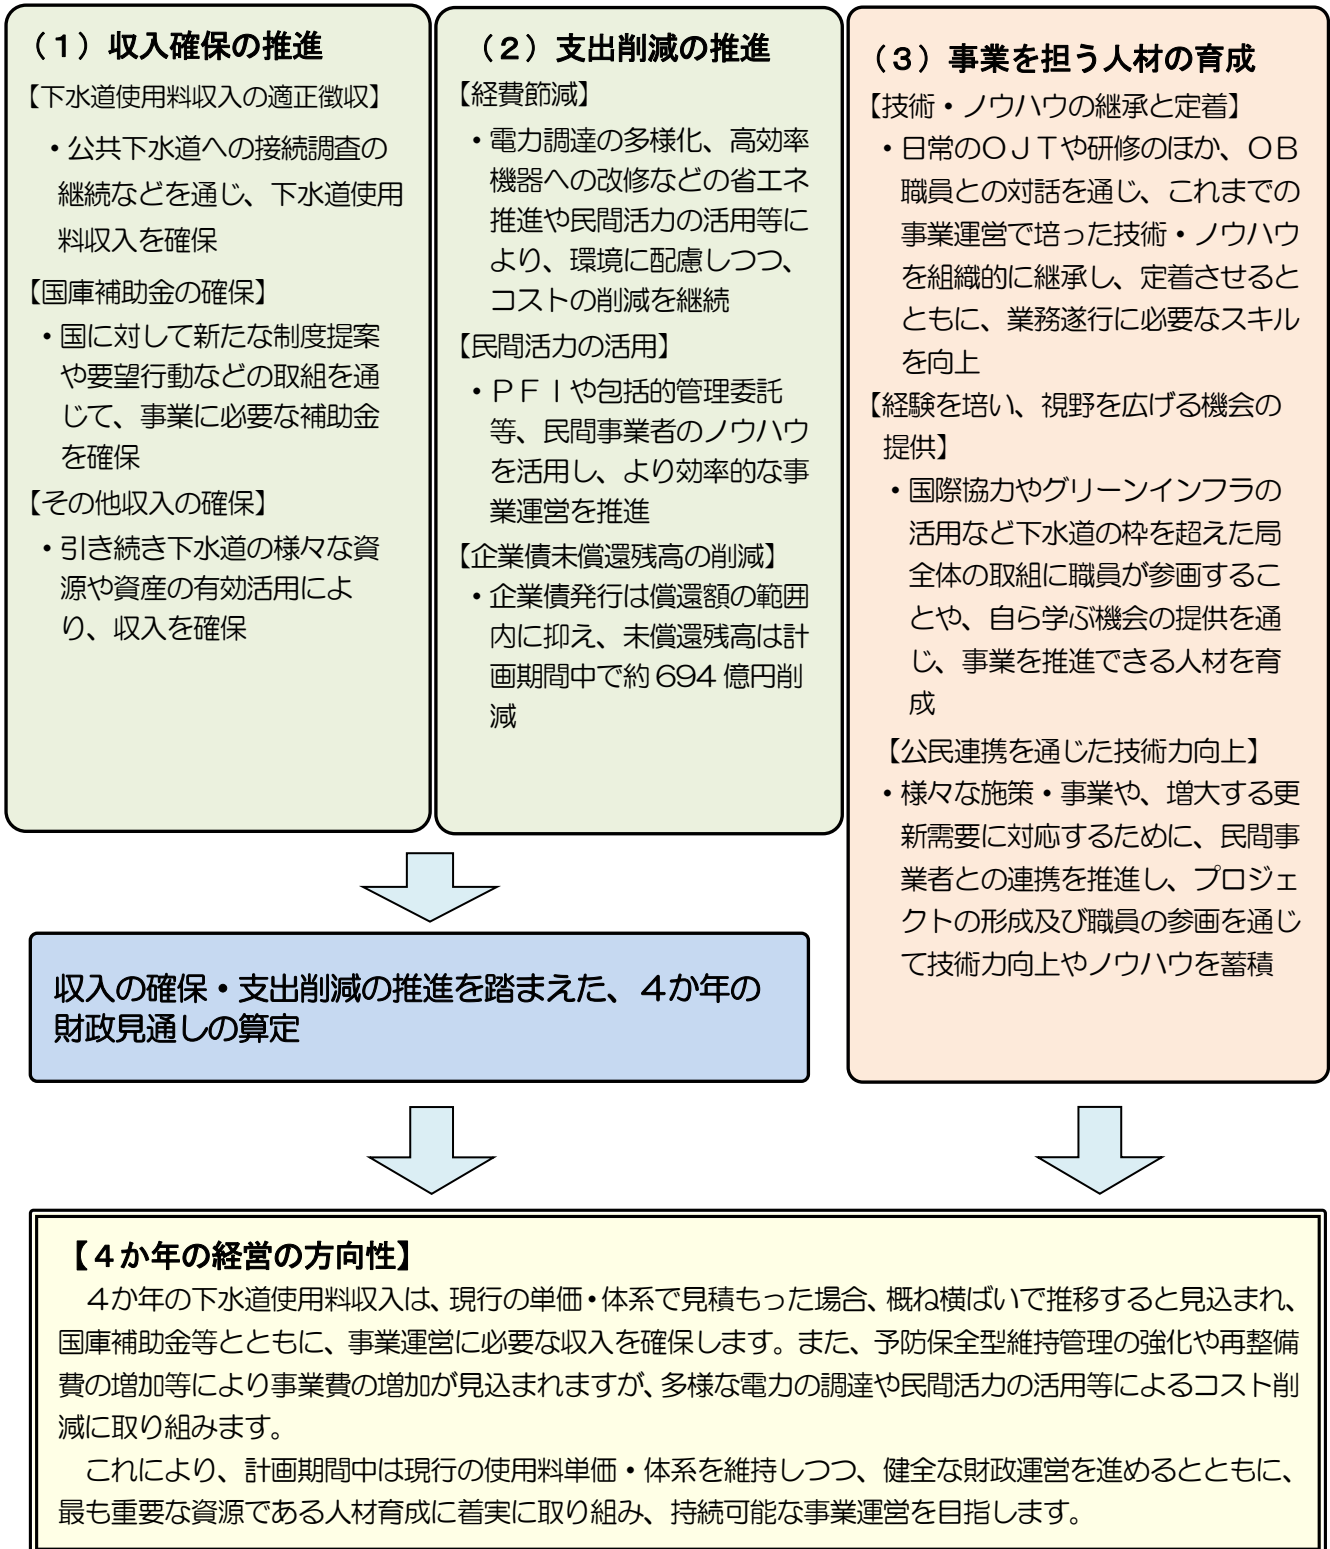 （１）収入確保の推進
【下水道使用料収入の適正徴収】
・公共下水道への接続調査の
継続などを通じ、下水道使用
料収入を確保
【国庫補助金の確保】
・国に対して新たな制度提案
や要望行動などの取組を通
じて、事業に必要な補助金
を確保
【その他収入の確保】
・引き続き下水道の様々な資
源や資産の有効活用によ
り、収入を確保
（２）支出削減の推進
【経費節減】
・電力調達の多様化、高効率
機器への改修などの省エネ
推進や民間活力の活用等に
より、環境に配慮しつつ、
コストの削減を継続
【民間活力の活用】
・ＰＦＩや包括的管理委託
等、民間事業者のノウハウ
を活用し、より効率的な事
業運営を推進
【企業債未償還残高の削減】
・企業債発行は償還額の範囲
内に抑え、未償還残高は計
画期間中で約 694 億円削
減
（３）事業を担う人材の育成
【技術・ノウハウの継承と定着】
・日常のＯＪＴや研修のほか、ＯＢ
職員との対話を通じ、これまでの
事業運営で培った技術・ノウハウ
を組織的に継承し、定着させると
ともに、業務遂行に必要なスキル
を向上
【経験を培い、視野を広げる機会の
提供】
・国際協力やグリーンインフラの
活用など下水道の枠を超えた局
全体の取組に職員が参画するこ
とや、自ら学ぶ機会の提供を通
じ、事業を推進できる人材を育
成
【公民連携を通じた技術力向上】
・様々な施策・事業や、増大する更
新需要に対応するために、民間事
業者との連携を推進し、プロジェ
クトの形成及び職員の参画を通じ
て技術力向上やノウハウを蓄積
収入の確保・支出削減の推進を踏まえた、４か年の
財政見通しの算定
【４か年の経営の方向性】
４か年の下水道使用料収入は、現行の単価・体系で見積もった場合、概ね横ばいで推移すると見込まれ、
国庫補助金等とともに、事業運営に必要な収入を確保します。また、予防保全型維持管理の強化や再整備
費の増加等により事業費の増加が見込まれますが、多様な電力の調達や民間活力の活用等によるコスト削
減に取り組みます。
これにより、計画期間中は現行の使用料単価・体系を維持しつつ、健全な財政運営を進めるとともに、
最も重要な資源である人材育成に着実に取り組み、持続可能な事業運営を目指します。